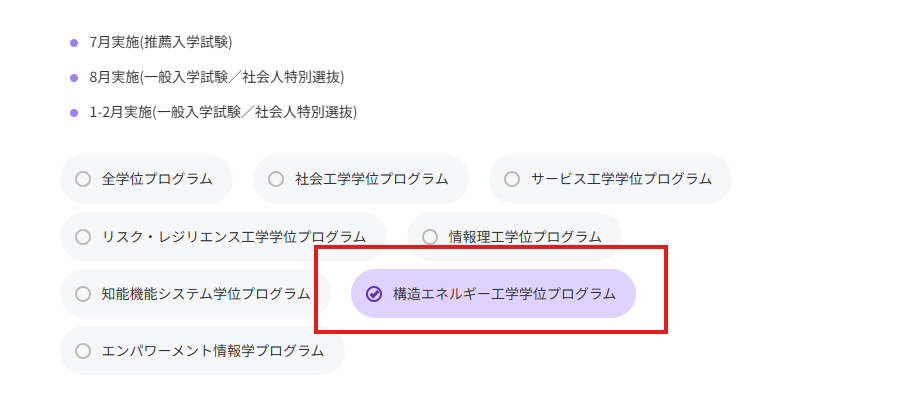 7月実施(推薦入学試験)
8月実施(一般入学試験／社会人特別選抜)
1-2月実施(一般入学試験／社会人特別選抜)
全学位プログラム 社会工学学位プログラム サービス工学学位プログラム
リスク・レジリエンス工学学位プログラム 情報理工学位プログラム
知能機能システム学位プログラム 構造エネルギー工学学位プログラム
エンパワーメント情報学プログラム